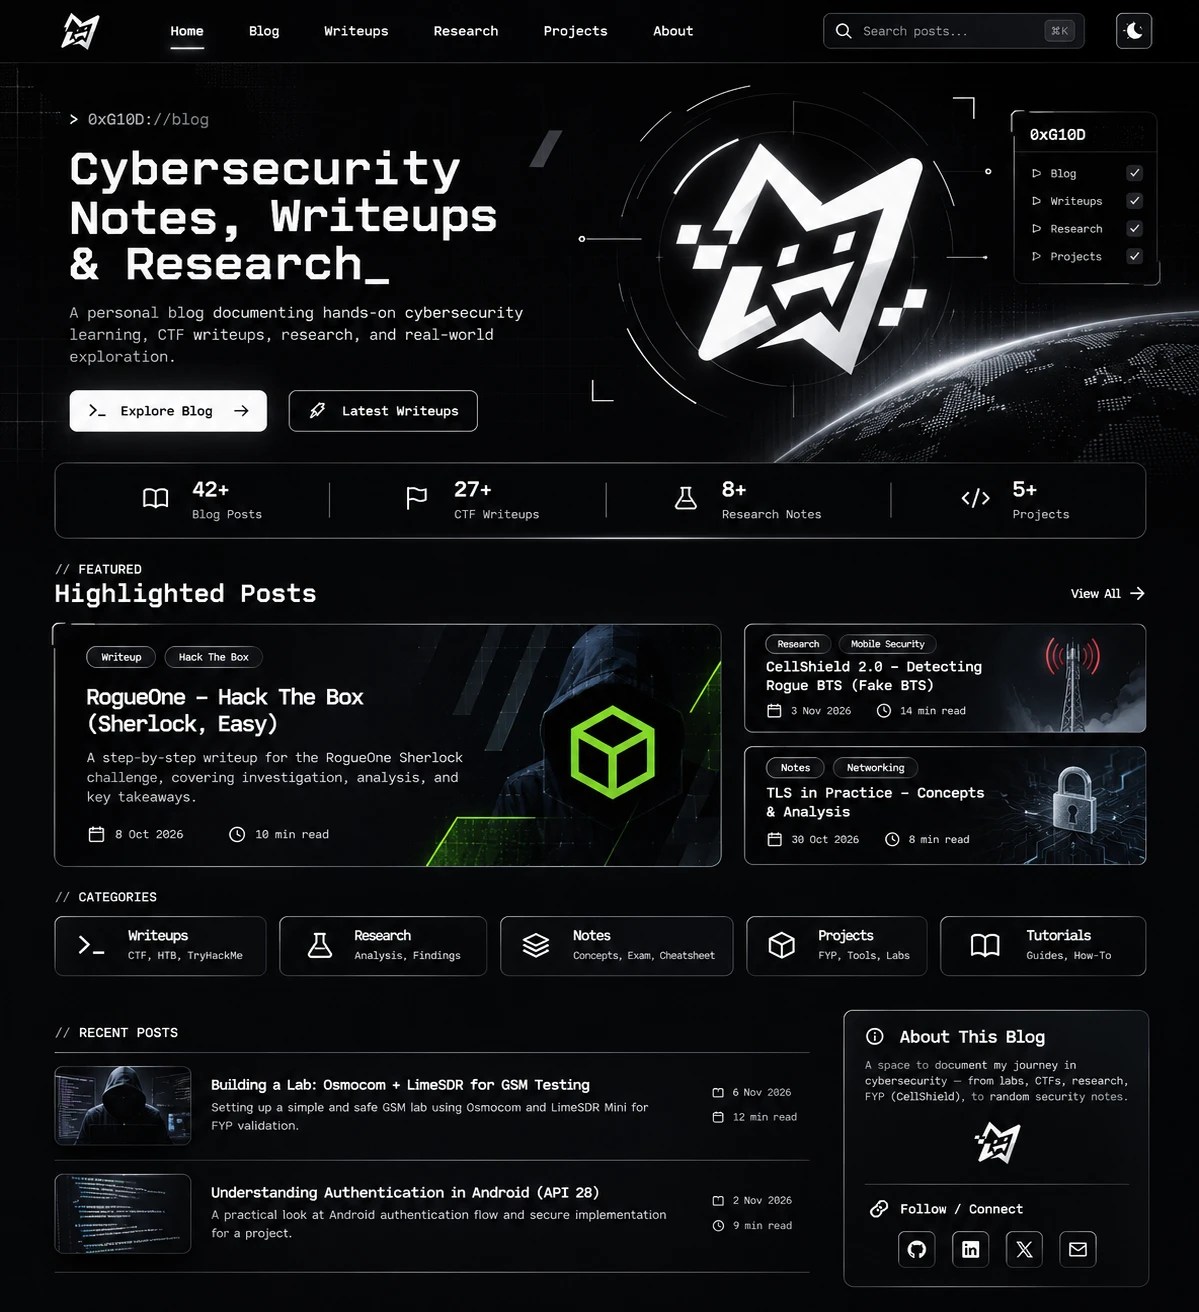 Home
Blog
Writeups
Research
Projects
About
Search posts...
⌘K
> 0xG10D://blog
Cybersecurity
Notes, Writeups
& Research_
A personal blog documenting hands-on cybersecurity
learning, CTF writeups, research, and real-world
exploration.
>_ Explore Blog →
Latest Writeups
0xG10D
Blog
Writeups
Research
Projects
42+
Blog Posts
27+
CTF Writeups
8+
Research Notes
5+
Projects
// FEATURED
Highlighted Posts
View All →
Writeup
Hack The Box
RogueOne – Hack The Box
(Sherlock, Easy)
A step-by-step writeup for the RogueOne Sherlock
challenge, covering investigation, analysis, and
key takeaways.
8 Oct 2026
10 min read
Research
Mobile Security
CellShield 2.0 – Detecting
Rogue BTS (Fake BTS)
3 Nov 2026
14 min read
Notes
Networking
TLS in Practice – Concepts
& Analysis
30 Oct 2026
8 min read
// CATEGORIES
Writeups
CTF, HTB, TryHackMe
Research
Analysis, Findings
Notes
Concepts, Exam, Cheatsheet
Projects
FYP, Tools, Labs
Tutorials
Guides, How-To
// RECENT POSTS
Building a Lab: Osmocom + LimeSDR for GSM Testing
Setting up a simple and safe GSM lab using Osmocom and LimeSDR Mini for
FYP validation.
6 Nov 2026
12 min read
Understanding Authentication in Android (API 28)
A practical look at Android authentication flow and secure implementation
for a project.
2 Nov 2026
9 min read
About This Blog
A space to document my journey in
cybersecurity — from labs, CTFs, research,
FYP (CellShield), to random security notes.
Follow / Connect